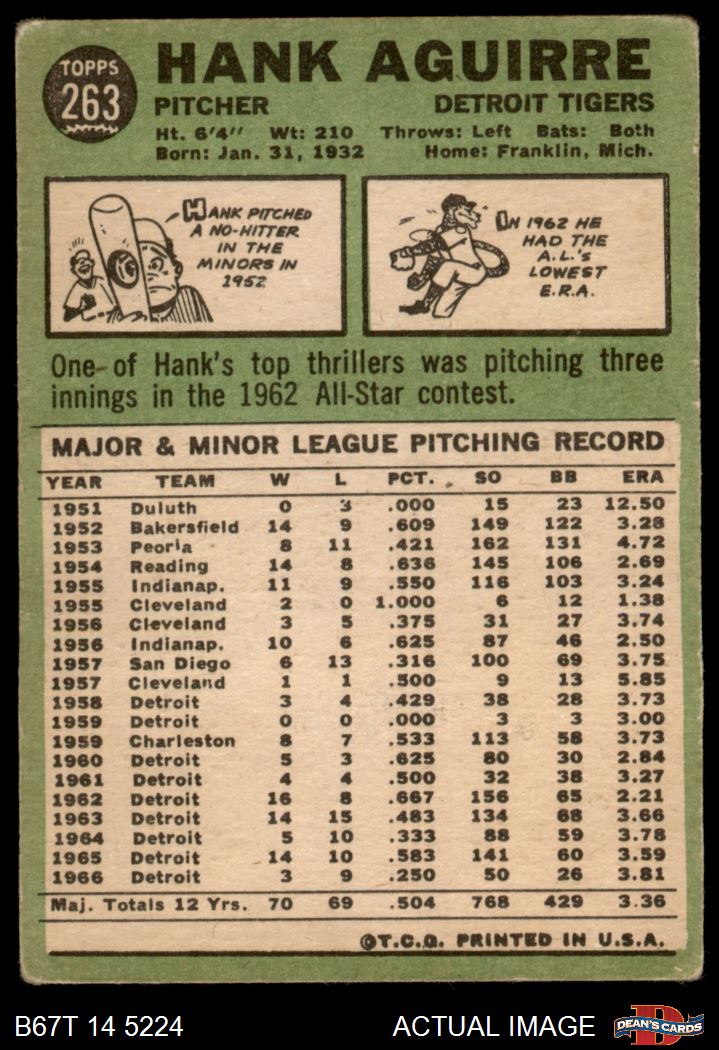 TOPPS
263
HANK AGUIRRE
PITCHER DETROIT TIGERS
Ht. 6'4" Wt: 210 Throws: Left Bats: Both
Born: Jan. 31, 1932 Home: Franklin, Mich.
HANK PITCHED
A NO-HITTER
IN THE
MINORS IN
1952
IN 1962 HE
HAD THE
A.L.'s
LOWEST
E.R.A.
One of Hank's top thrillers was pitching three
innings in the 1962 All-Star contest.
MAJOR & MINOR LEAGUE PITCHING RECORD
YEAR TEAM W L PCT. SO BB ERA
1951 Duluth 0 3 .000 15 23 12.50
1952 Bakersfield 14 9 .609 149 122 3.28
1953 Peoria 8 11 .421 162 131 4.72
1954 Reading 14 8 .636 145 106 2.69
1955 Indianap. 11 9 .550 116 103 3.24
1955 Cleveland 2 0 1.000 6 12 1.38
1956 Cleveland 3 5 .375 31 27 3.74
1956 Indianap. 10 6 .625 87 46 2.50
1957 San Diego 6 13 .316 100 69 3.75
1957 Cleveland 1 1 .500 9 13 5.85
1958 Detroit 3 4 .429 38 28 3.73
1959 Detroit 0 0 .000 3 3 3.00
1959 Charleston 8 7 .533 113 58 3.73
1960 Detroit 5 3 .625 80 30 2.84
1961 Detroit 4 4 .500 32 38 3.27
1962 Detroit 16 8 .667 156 65 2.21
1963 Detroit 14 15 .483 134 68 3.66
1964 Detroit 5 10 .333 88 59 3.78
1965 Detroit 14 10 .583 141 60 3.59
1966 Detroit 3 9 .250 50 26 3.81
Maj. Totals 12 Yrs. 70 69 .504 768 429 3.36
©T.C.G. PRINTED IN U.S.A.
B67T 14 5224 ACTUAL IMAGE DEAN'S CARDS